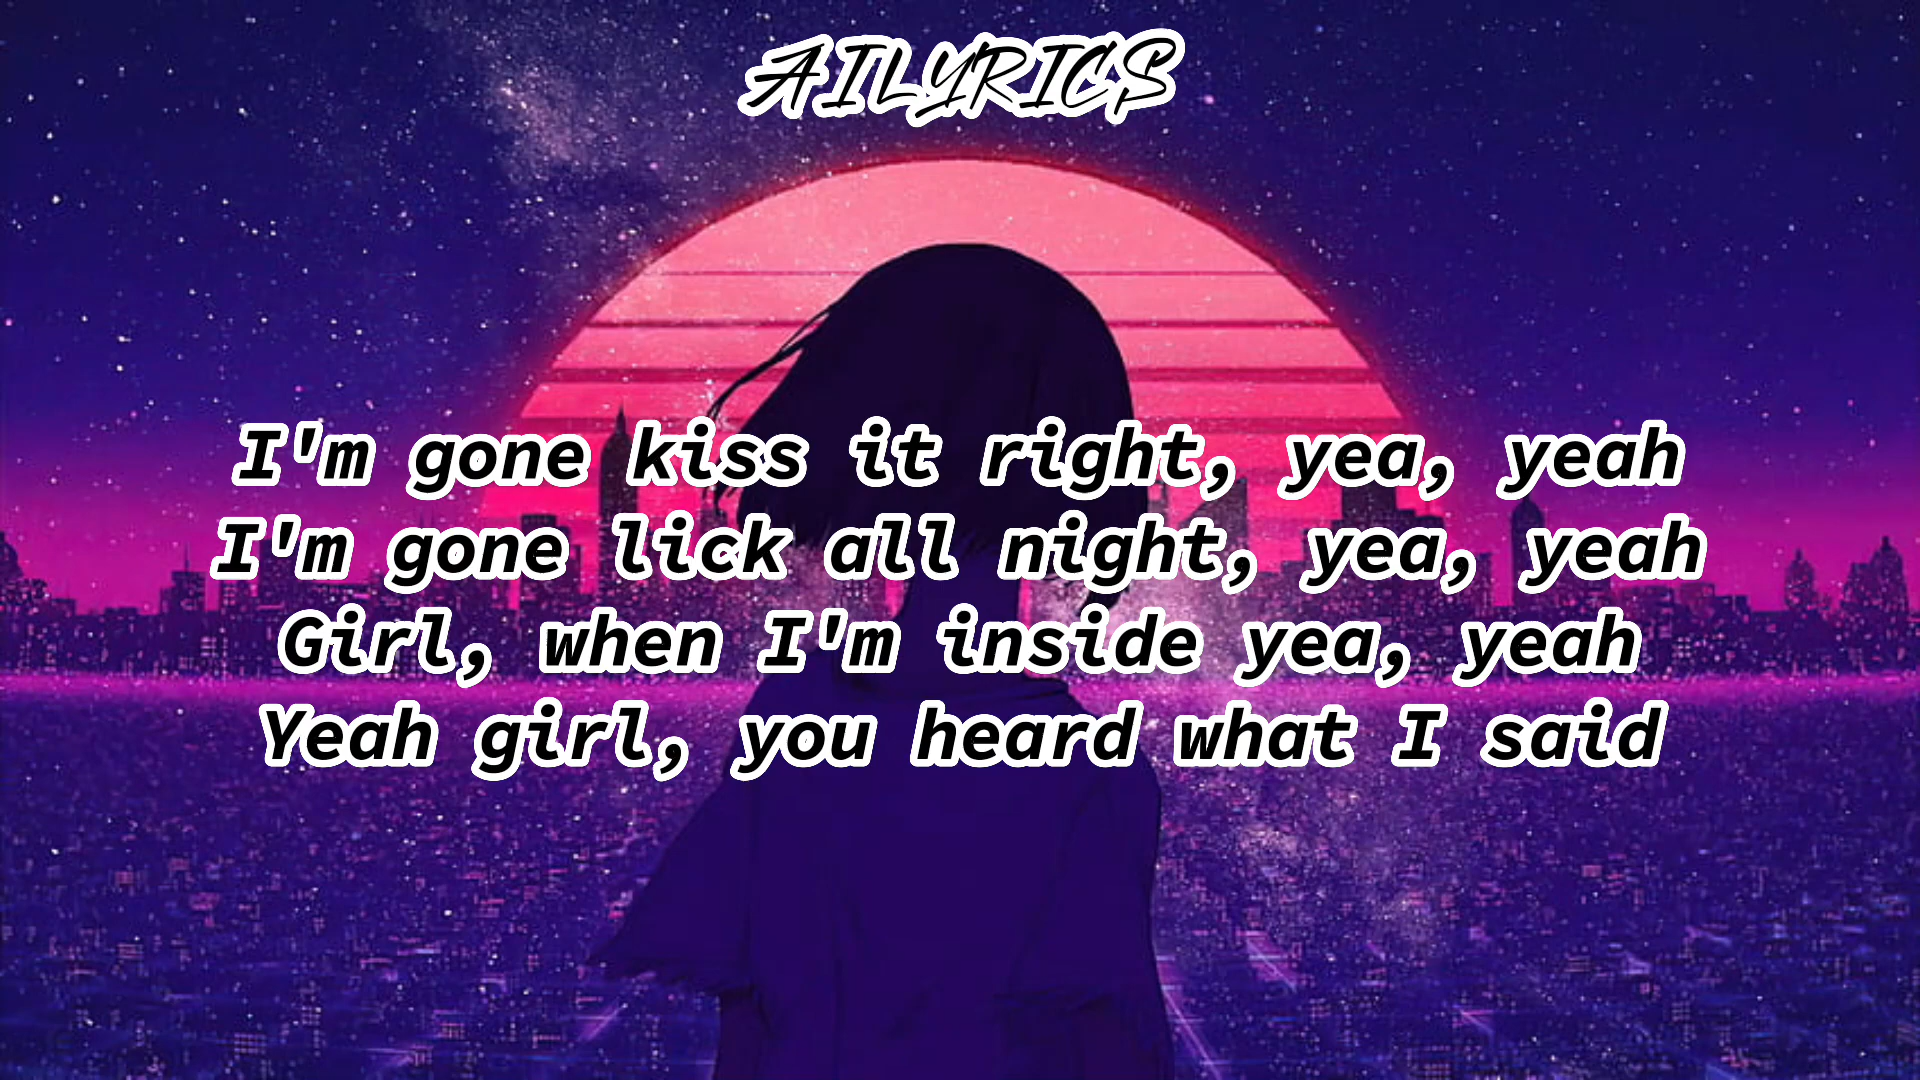 AILYRICS
I'm gone kiss it right, yea, yeah
I'm gone lick all night, yea, yeah
Girl, when I'm inside yea, yeah
Yeah girl, you heard what I said